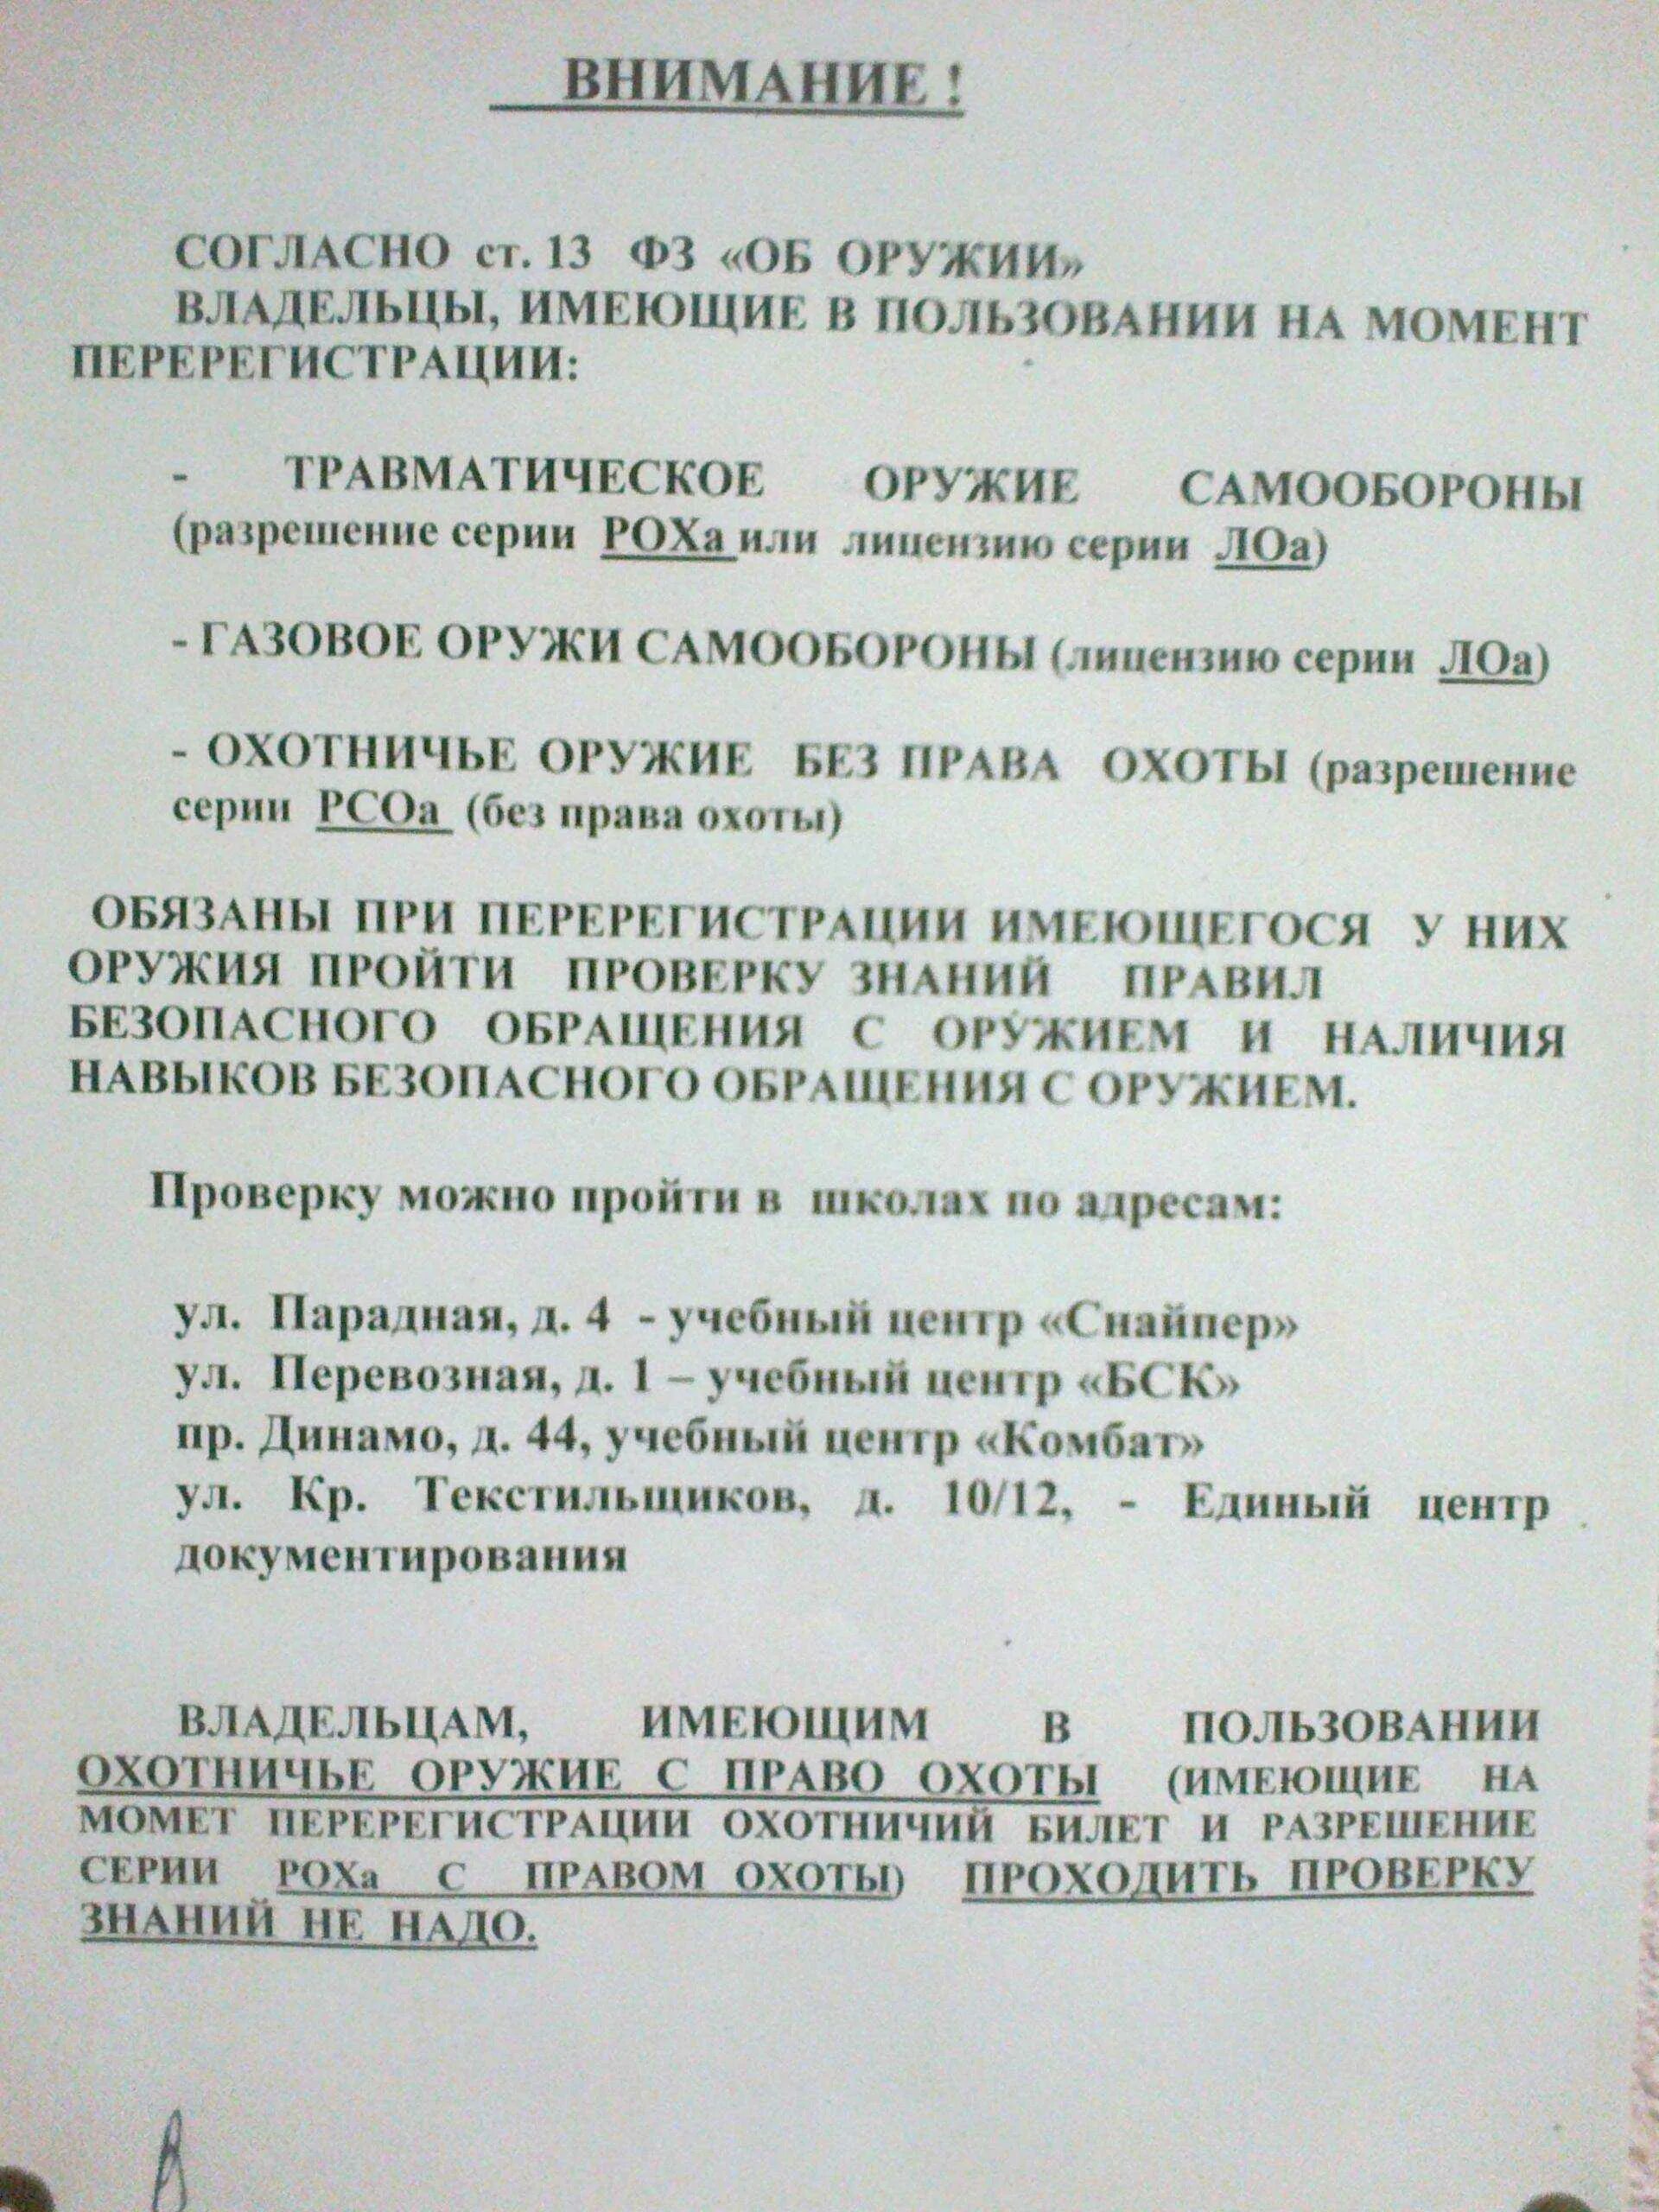 ВНИМАНИЕ !
СОГЛАСНО ст. 13 ФЗ «ОБ ОРУЖИИ»
ВЛАДЕЛЬЦЫ, ИМЕЮЩИЕ В ПОЛЬЗОВАНИИ НА МОМЕНТ
ПЕРЕРЕГИСТРАЦИИ:
- ТРАВМАТИЧЕСКОЕ ОРУЖИЕ САМООБОРОНЫ
(разрешение серии РОХа или лицензию серии ЛОа)
- ГАЗОВОЕ ОРУЖИ САМООБОРОНЫ (лицензию серии ЛОа)
- ОХОТНИЧЬЕ ОРУЖИЕ БЕЗ ПРАВА ОХОТЫ (разрешение
серии РСОа (без права охоты)
ОБЯЗАНЫ ПРИ ПЕРЕРЕГИСТРАЦИИ ИМЕЮЩЕГОСЯ У НИХ
ОРУЖИЯ ПРОЙТИ ПРОВЕРКУ ЗНАНИЙ ПРАВИЛ
БЕЗОПАСНОГО ОБРАЩЕНИЯ С ОРУЖИЕМ И НАЛИЧИЯ
НАВЫКОВ БЕЗОПАСНОГО ОБРАЩЕНИЯ С ОРУЖИЕМ.
Проверку можно пройти в школах по адресам:
ул. Парадная, д. 4 - учебный центр «Снайпер»
ул. Перевозная, д. 1 – учебный центр «БСК»
пр. Динамо, д. 44, учебный центр «Комбат»
ул. Кр. Текстильщиков, д. 10/12, - Единый центр
документирования
ВЛАДЕЛЬЦАМ, ИМЕЮЩИМ В ПОЛЬЗОВАНИИ
ОХОТНИЧЬЕ ОРУЖИЕ С ПРАВО ОХОТЫ (ИМЕЮЩИЕ НА
МОМЕТ ПЕРЕРЕГИСТРАЦИИ ОХОТНИЧИЙ БИЛЕТ И РАЗРЕШЕНИЕ
СЕРИИ РОХа С ПРАВОМ ОХОТЫ) ПРОХОДИТЬ ПРОВЕРКУ
ЗНАНИЙ НЕ НАДО.